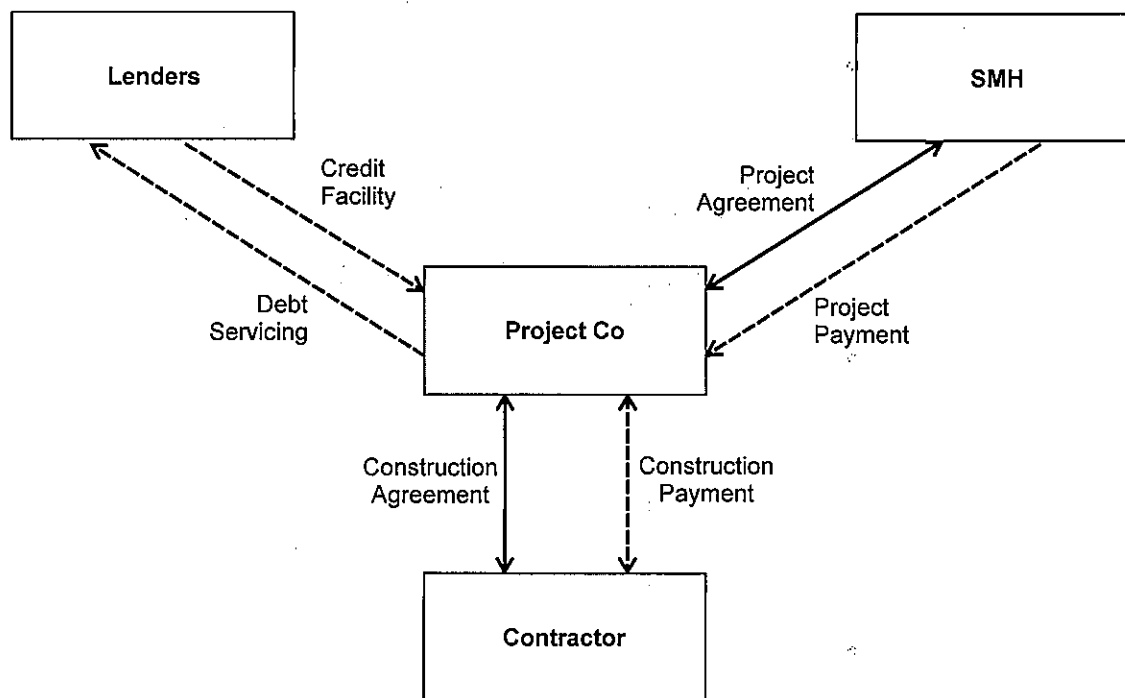 Lenders
SMH
Credit
Facility
Project
Agreement
Debt
Servicing
Project Co
Project
Payment
Construction
Agreement
Construction
Payment
Contractor